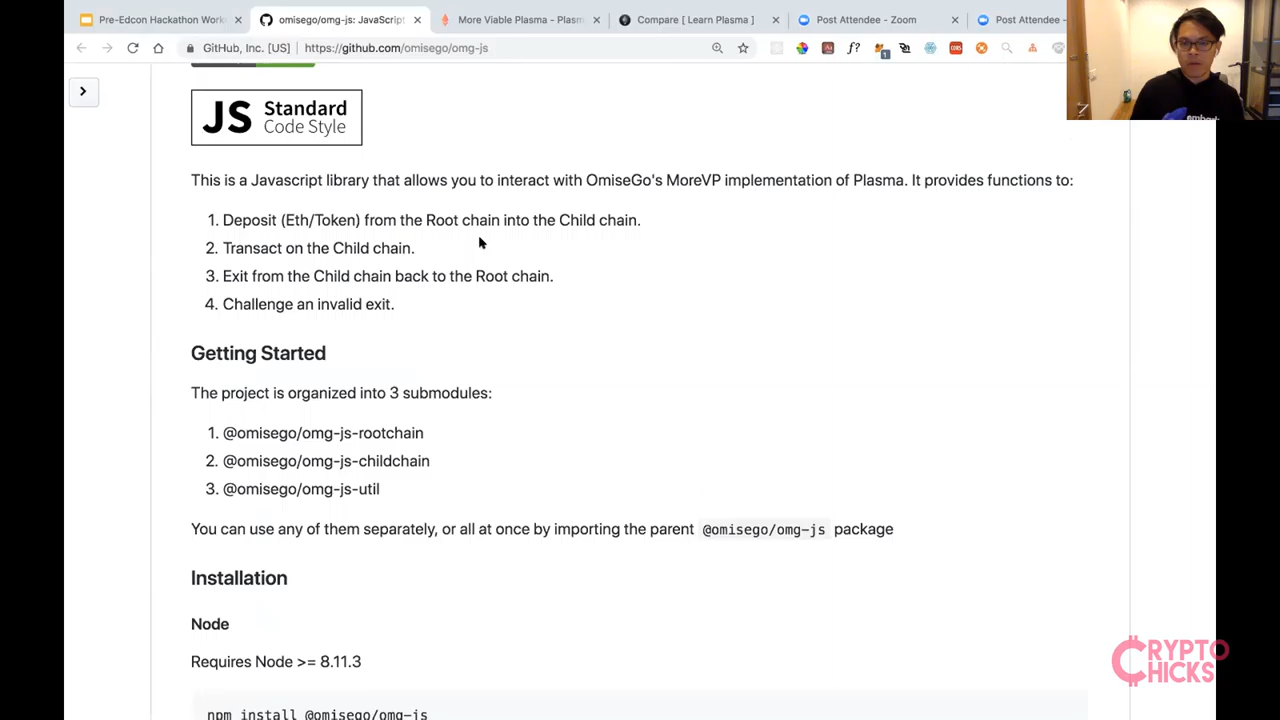 Pre-Edcon Hackathon Work
omisego/omg-js: JavaScript
More Viable Plasma - Plasm
Compare [ Learn Plasma ]
Post Attendee - Zoom
Post Attendee -
GitHub, Inc. [US]
https://github.com/omisego/omg-js
JS Standard Code Style
This is a Javascript library that allows you to interact with OmiseGo's MoreVP implementation of Plasma. It provides functions to:
1. Deposit (Eth/Token) from the Root chain into the Child chain.
2. Transact on the Child chain.
3. Exit from the Child chain back to the Root chain.
4. Challenge an invalid exit.
Getting Started
The project is organized into 3 submodules:
1. @omisego/omg-js-rootchain
2. @omisego/omg-js-childchain
3. @omisego/omg-js-util
You can use any of them separately, or all at once by importing the parent @omisego/omg-js package
Installation
Node
Requires Node >= 8.11.3
npm install @omisego/omg-js
CRYPTO
CHICKS